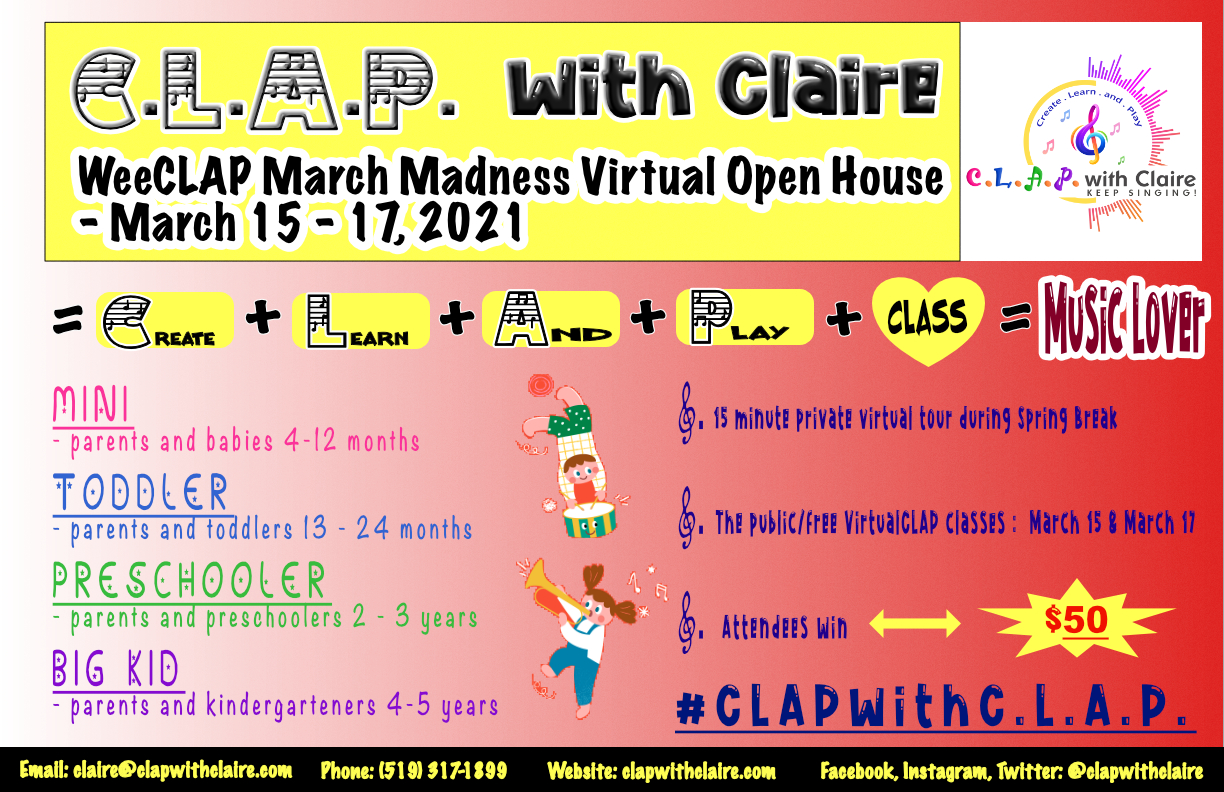 C.L.A.P. With Claire
WeeCLAP March Madness Virtual Open House
- March 15 - 17, 2021
Create . Learn . and . Play
C.L.A.P. with Claire
KEEP SINGING!
= CREATE + LEARN + AND + PLAY + CLASS = MUSIC LOVER
MINI
- parents and babies 4-12 months
TODDLER
- parents and toddlers 13 - 24 months
PRESCHOOLER
- parents and preschoolers 2 - 3 years
BIG KID
- parents and kindergarteners 4-5 years
. 15 minute private virtual tour during Spring Break
. The public/free VirtualCLAP classes : March 15 & March 17
. Attendees win $50
#CLAPwithC.L.A.P.
Email: claire@clapwithclaire.com Phone: (519) 317-1899 Website: clapwithclaire.com Facebook, Instagram, Twitter: @clapwithclaire